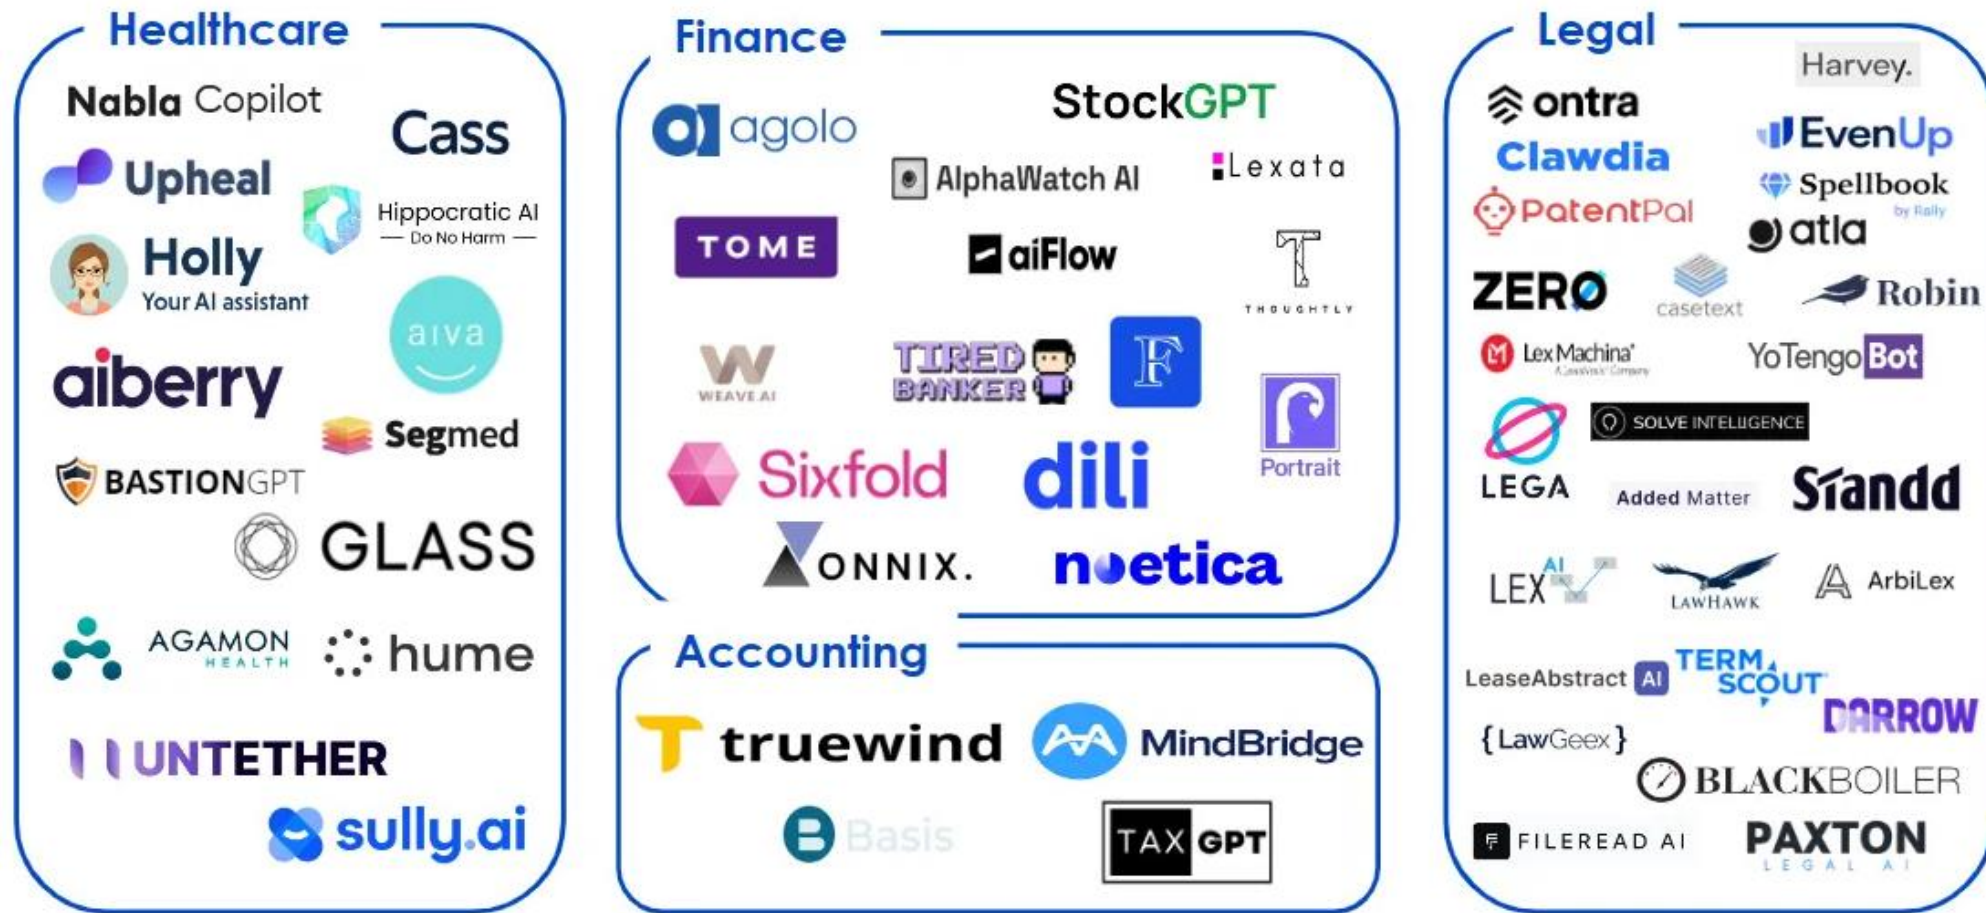 Healthcare
Nabla Copilot
Cass
Upheal
Hippocratic AI
Do No Harm
Holly
Your AI assistant
aiva
aiberry
Segmed
BASTIONGPT
GLASS
AGAMON
HEALTH
hume
UNTETHER
sully.ai
Finance
StockGPT
agolo
AlphaWatch AI
Lexata
TOME
aiFlow
T
THOUGHTLY
W
WEAVE.AI
TIRED
BANKER
F
Portrait
Sixfold
dili
ONNIX.
noetica
Accounting
truewind
MindBridge
B Basis
TAX GPT
Legal
Harvey.
ontra
EvenUp
Clawdia
Spellbook
by Rally
PatentPal
atla
ZERO
casetext
Robin
LexMachina
A LexisNexis Company
YoTengoBot
SOLVE INTELLIGENCE
LEGA
Added Matter
Standd
LEX AI
LAWHAWK
ArbiLex
LeaseAbstract AI
TERM
SCOUT
DARROW
{LawGeex}
BLACKBOILER
FILEREAD AI
PAXTON
LEGAL AI